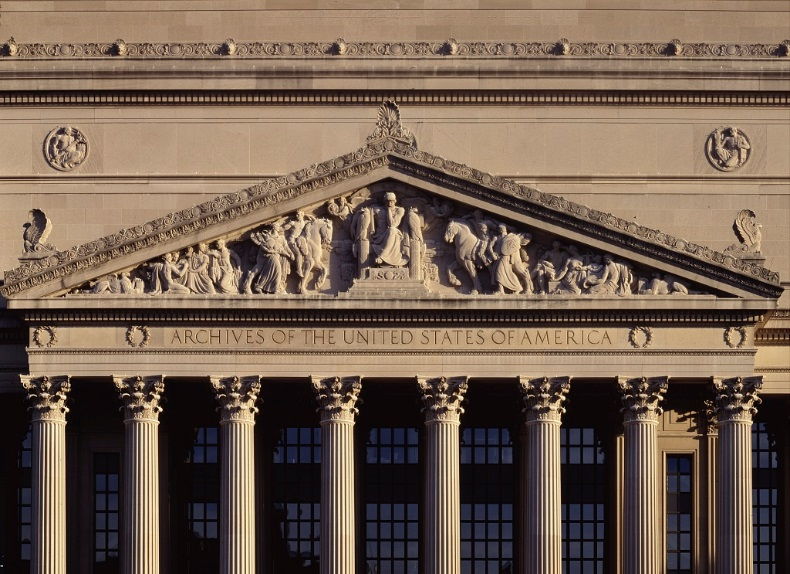 ARCHIVES OF THE UNITED STATES OF AMERICA